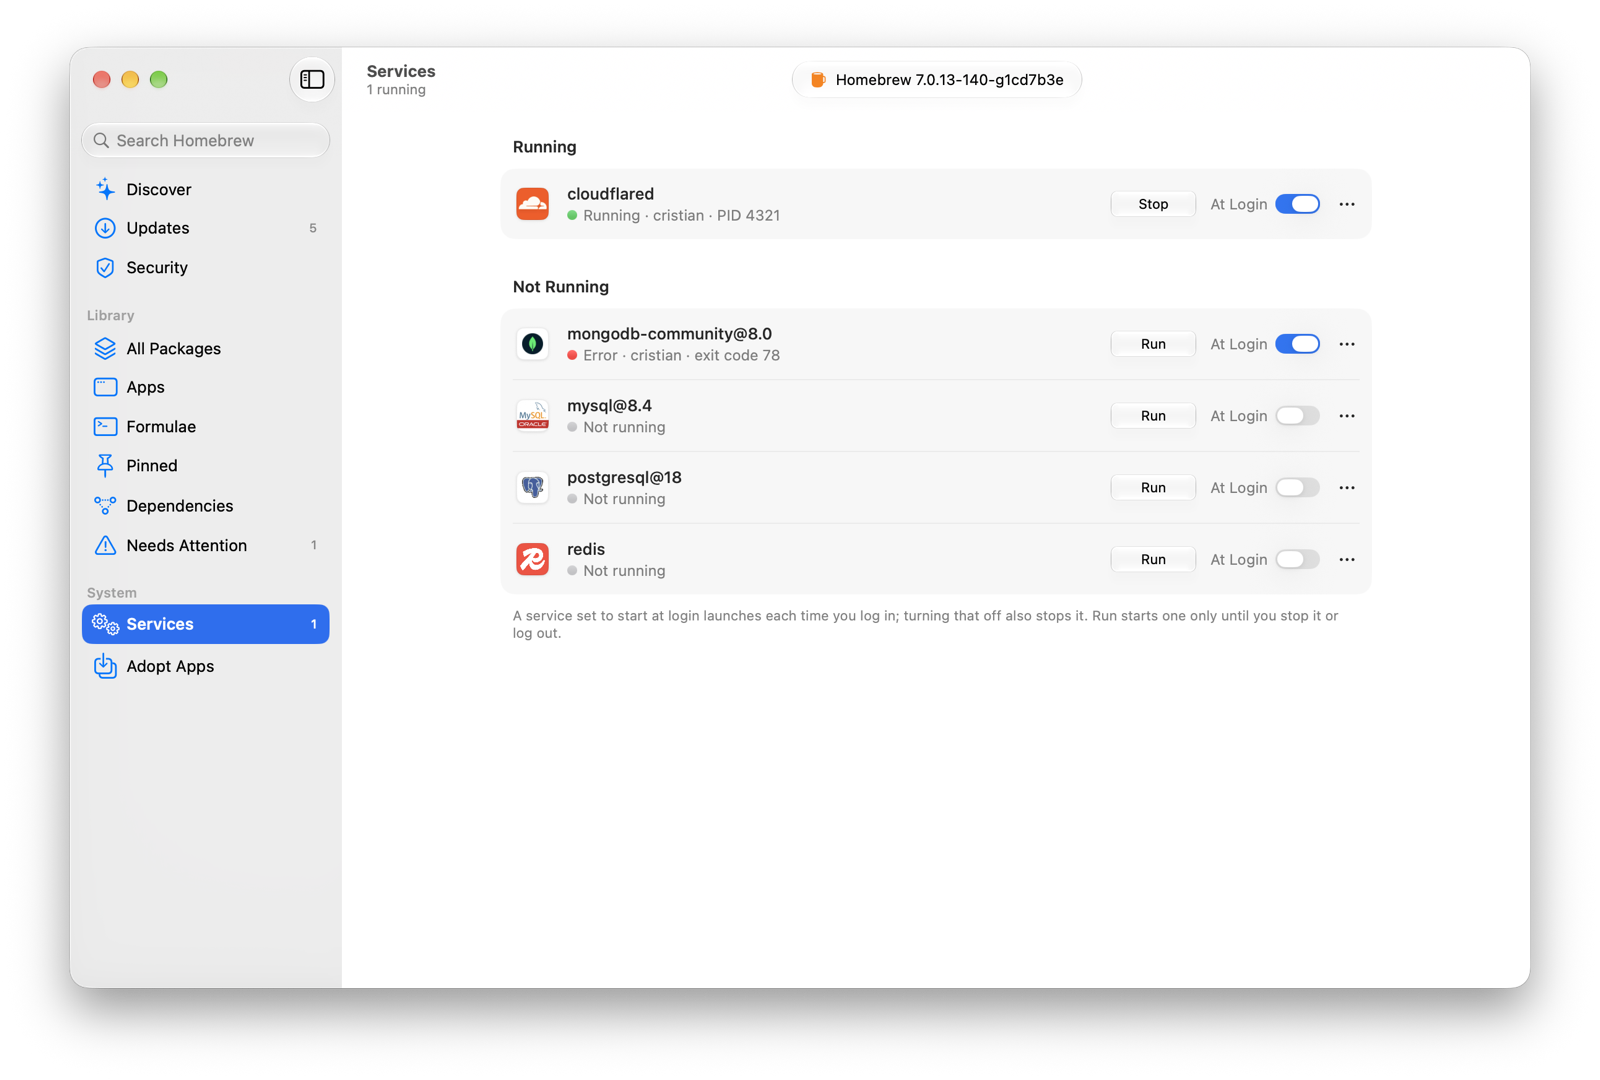 Services
1 running
Homebrew 7.0.13-140-g1cd7b3e
Search Homebrew
Discover
Updates 5
Security
Library
All Packages
Apps
Formulae
Pinned
Dependencies
Needs Attention 1
System
Services 1
Adopt Apps
Running
cloudflared
Running · cristian · PID 4321
Stop At Login
Not Running
mongodb-community@8.0
Error · cristian · exit code 78
Run At Login
MySQL
ORACLE
mysql@8.4
Not running
Run At Login
postgresql@18
Not running
Run At Login
redis
Not running
Run At Login
A service set to start at login launches each time you log in; turning that off also stops it. Run starts one only until you stop it or
log out.